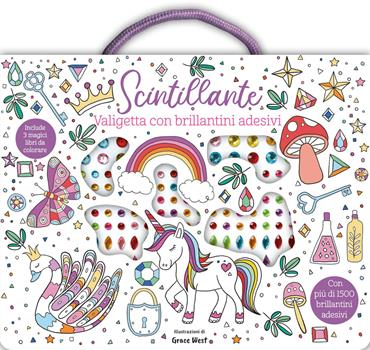 Scintillante
Valigetta con brillantini adesivi
Include
3 magici
libri da
colorare
Con
più di 1500
brillantini
adesivi
Illustrazioni di
Grace West